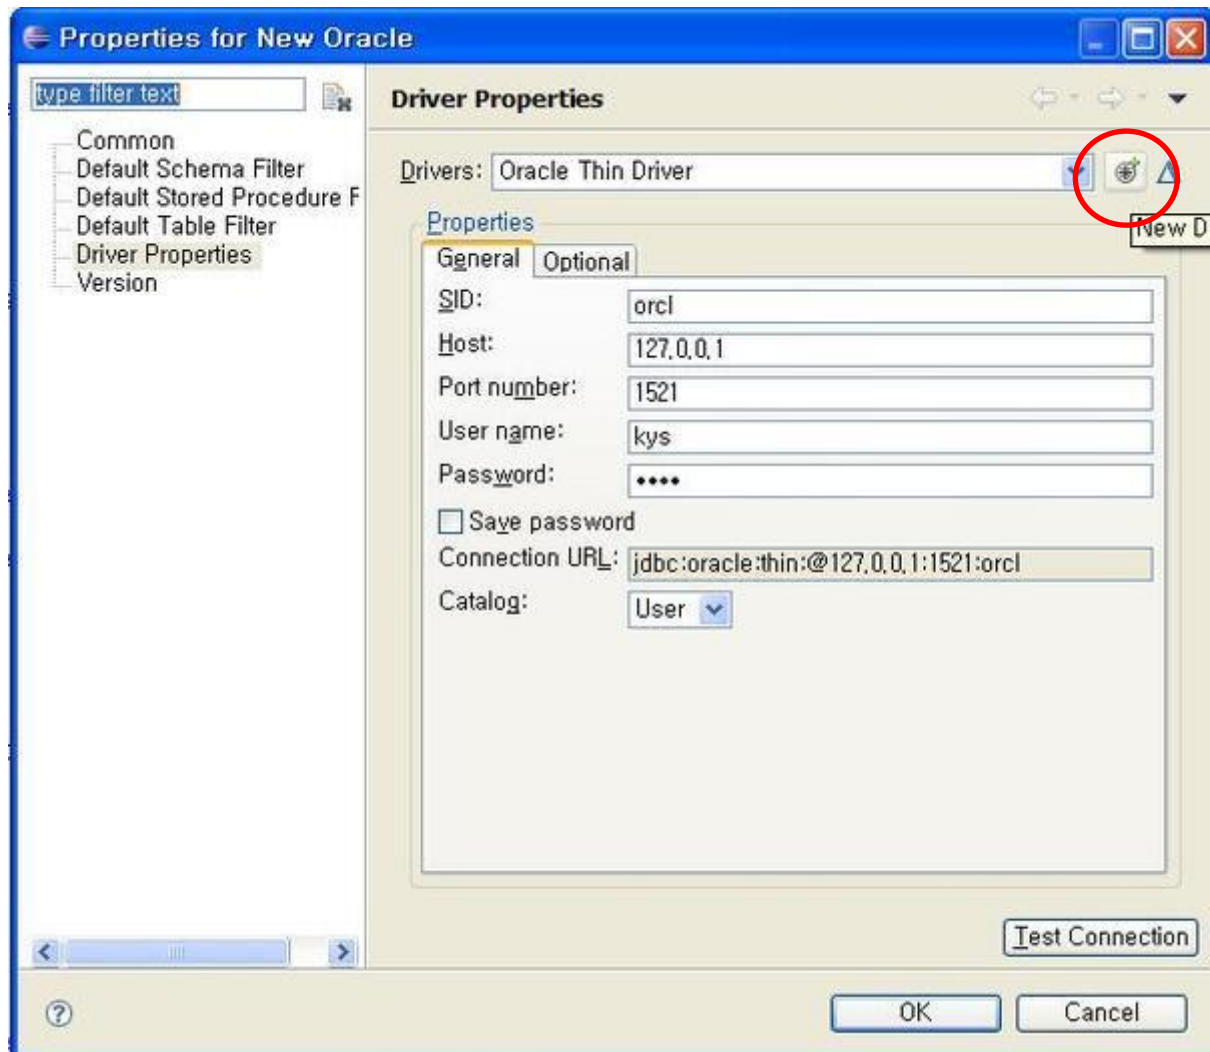 Properties for New Oracle
type filter text
Common
Default Schema Filter
Default Stored Procedure F
Default Table Filter
Driver Properties
Version
Driver Properties
Drivers: Oracle Thin Driver
New D
Properties
General Optional
SID: orcl
Host: 127.0.0.1
Port number: 1521
User name: kys
Password: ••••
Save password
Connection URL: jdbc:oracle:thin:@127.0.0.1:1521:orcl
Catalog: User
Test Connection
OK Cancel